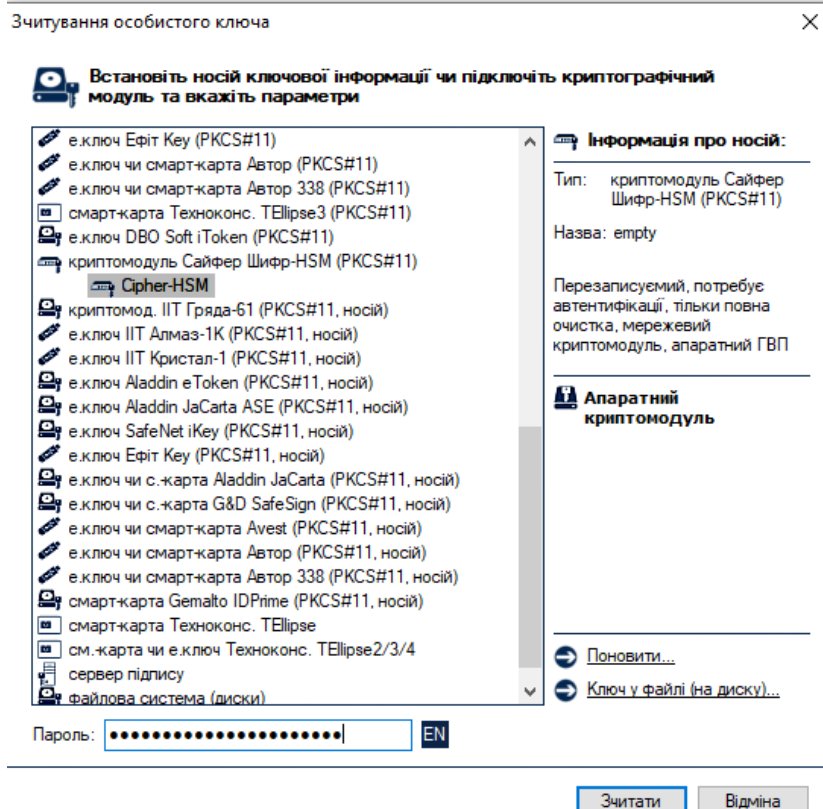 Зчитування особистого ключа
Встановіть носій ключової інформації чи підключіть криптографічний
модуль та вкажіть параметри
е.ключ Ефіт Key (PKCS#11)
е.ключ чи смарт-карта Автор (PKCS#11)
е.ключ чи смарт-карта Автор 338 (PKCS#11)
смарт-карта Техноконс. TEllipse3 (PKCS#11)
е.ключ DBO Soft iToken (PKCS#11)
криптомодуль Сайфер Шифр-HSM (PKCS#11)
Cipher-HSM
криптомод. ІІТ Гряда-61 (PKCS#11, носій)
е.ключ ІІТ Алмаз-1К (PKCS#11, носій)
е.ключ ІІТ Кристал-1 (PKCS#11, носій)
е.ключ Aladdin eToken (PKCS#11, носій)
е.ключ Aladdin JaCarta ASE (PKCS#11, носій)
е.ключ SafeNet iKey (PKCS#11, носій)
е.ключ Ефіт Key (PKCS#11, носій)
е.ключ чи с.-карта Aladdin JaCarta (PKCS#11, носій)
е.ключ чи с.-карта G&D SafeSign (PKCS#11, носій)
е.ключ чи смарт-карта Avest (PKCS#11, носій)
е.ключ чи смарт-карта Автор (PKCS#11, носій)
е.ключ чи смарт-карта Автор 338 (PKCS#11, носій)
смарт-карта Gemalto IDPrime (PKCS#11, носій)
смарт-карта Техноконс. TEllipse
см.-карта чи е.ключ Техноконс. TEllipse2/3/4
сервер підпису
файлова система (диски)
Інформація про носій:
Тип: криптомодуль Сайфер
Шифр-HSM (PKCS#11)
Назва: empty
Перезаписуємий, потребує
автентифікації, тільки повна
очистка, мережевий
криптомодуль, апаратний ГВП
Апаратний
криптомодуль
Поновити...
Ключ у файлі (на диску)...
Пароль:
EN
Зчитати
Відміна